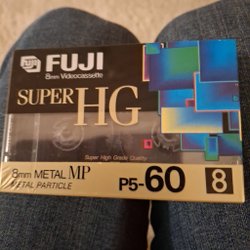 FUJI
8mm Videocassette
SUPER HG
Super High Grade Quality
8mm METAL MP
METAL PARTICLE
P5-60
8